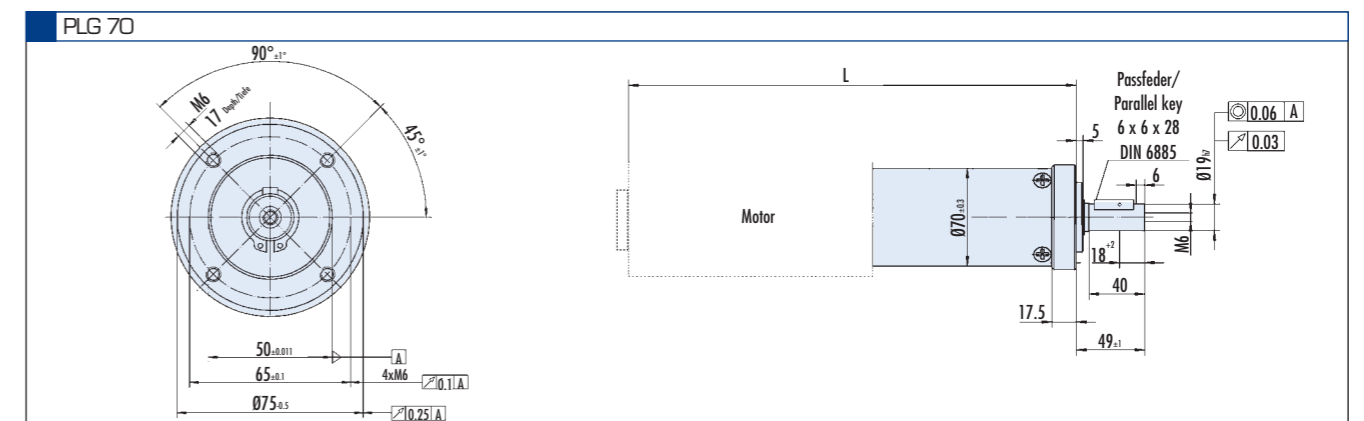 PLG 70
90° ±1°
M6
17 Depth/Tiefe
45° ±1°
50 ±0.011
A
65 ±0.1
4xM6
0.1 A
Ø75 -0.5
0.25 A
L
Motor
Passfeder/
Parallel key
6 x 6 x 28
DIN 6885
5
6
0.06 A
0.03
Ø19 h7
Ø70 ±0.3
M6
18 +2
40
17.5
49 ±1